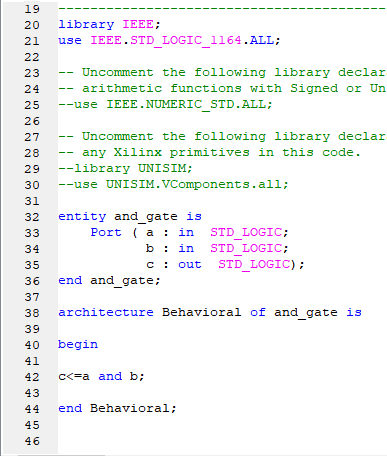 19 --------------------------------------------
20 library IEEE;
21 use IEEE.STD_LOGIC_1164.ALL;
22
23 -- Uncomment the following library declar
24 -- arithmetic functions with Signed or Un
25 --use IEEE.NUMERIC_STD.ALL;
26
27 -- Uncomment the following library declar
28 -- any Xilinx primitives in this code.
29 --library UNISIM;
30 --use UNISIM.VComponents.all;
31
32 entity and_gate is
33     Port ( a : in  STD_LOGIC;
34            b : in  STD_LOGIC;
35            c : out  STD_LOGIC);
36 end and_gate;
37
38 architecture Behavioral of and_gate is
39
40 begin
41
42 c<=a and b;
43
44 end Behavioral;
45
46